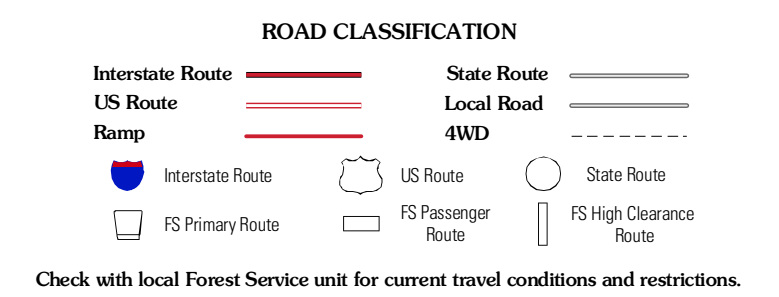 ROAD CLASSIFICATION
Interstate Route
State Route
US Route
Local Road
Ramp
4WD
Interstate Route
US Route
State Route
FS Primary Route
FS Passenger
Route
FS High Clearance
Route
Check with local Forest Service unit for current travel conditions and restrictions.